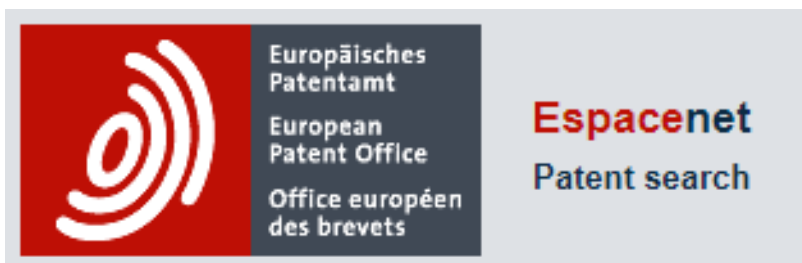 Europäisches
Patentamt
European
Patent Office
Office européen
des brevets
Espacenet
Patent search